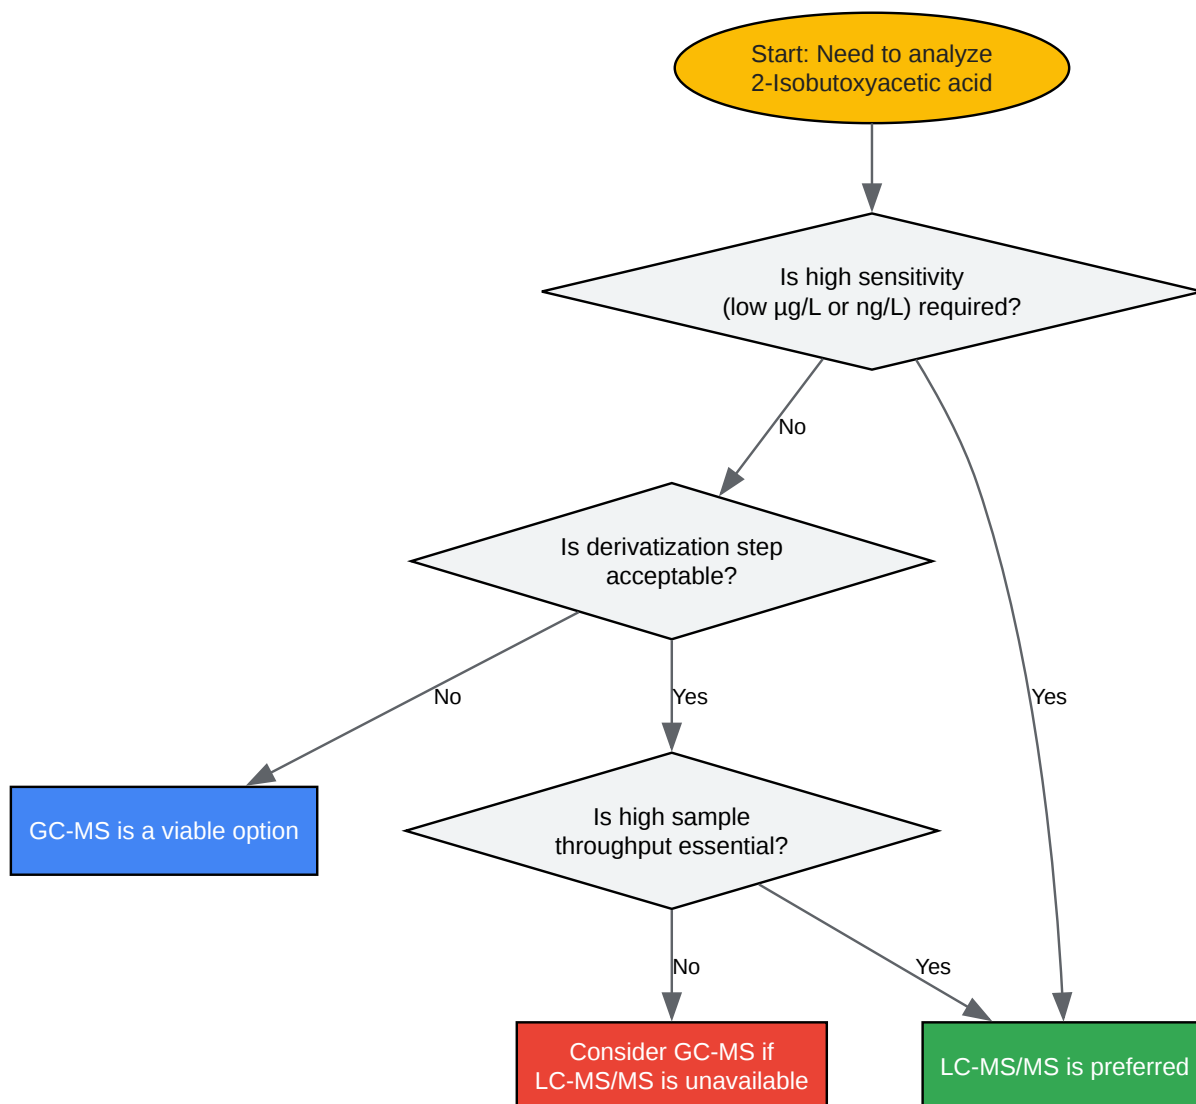 Start: Need to analyze
2-Isobutoxyacetic acid
Is high sensitivity
(low µg/L or ng/L) required?
No
Is derivatization step
acceptable?
No
Yes
Yes
GC-MS is a viable option
Is high sample
throughput essential?
No
Yes
Consider GC-MS if
LC-MS/MS is unavailable
LC-MS/MS is preferred